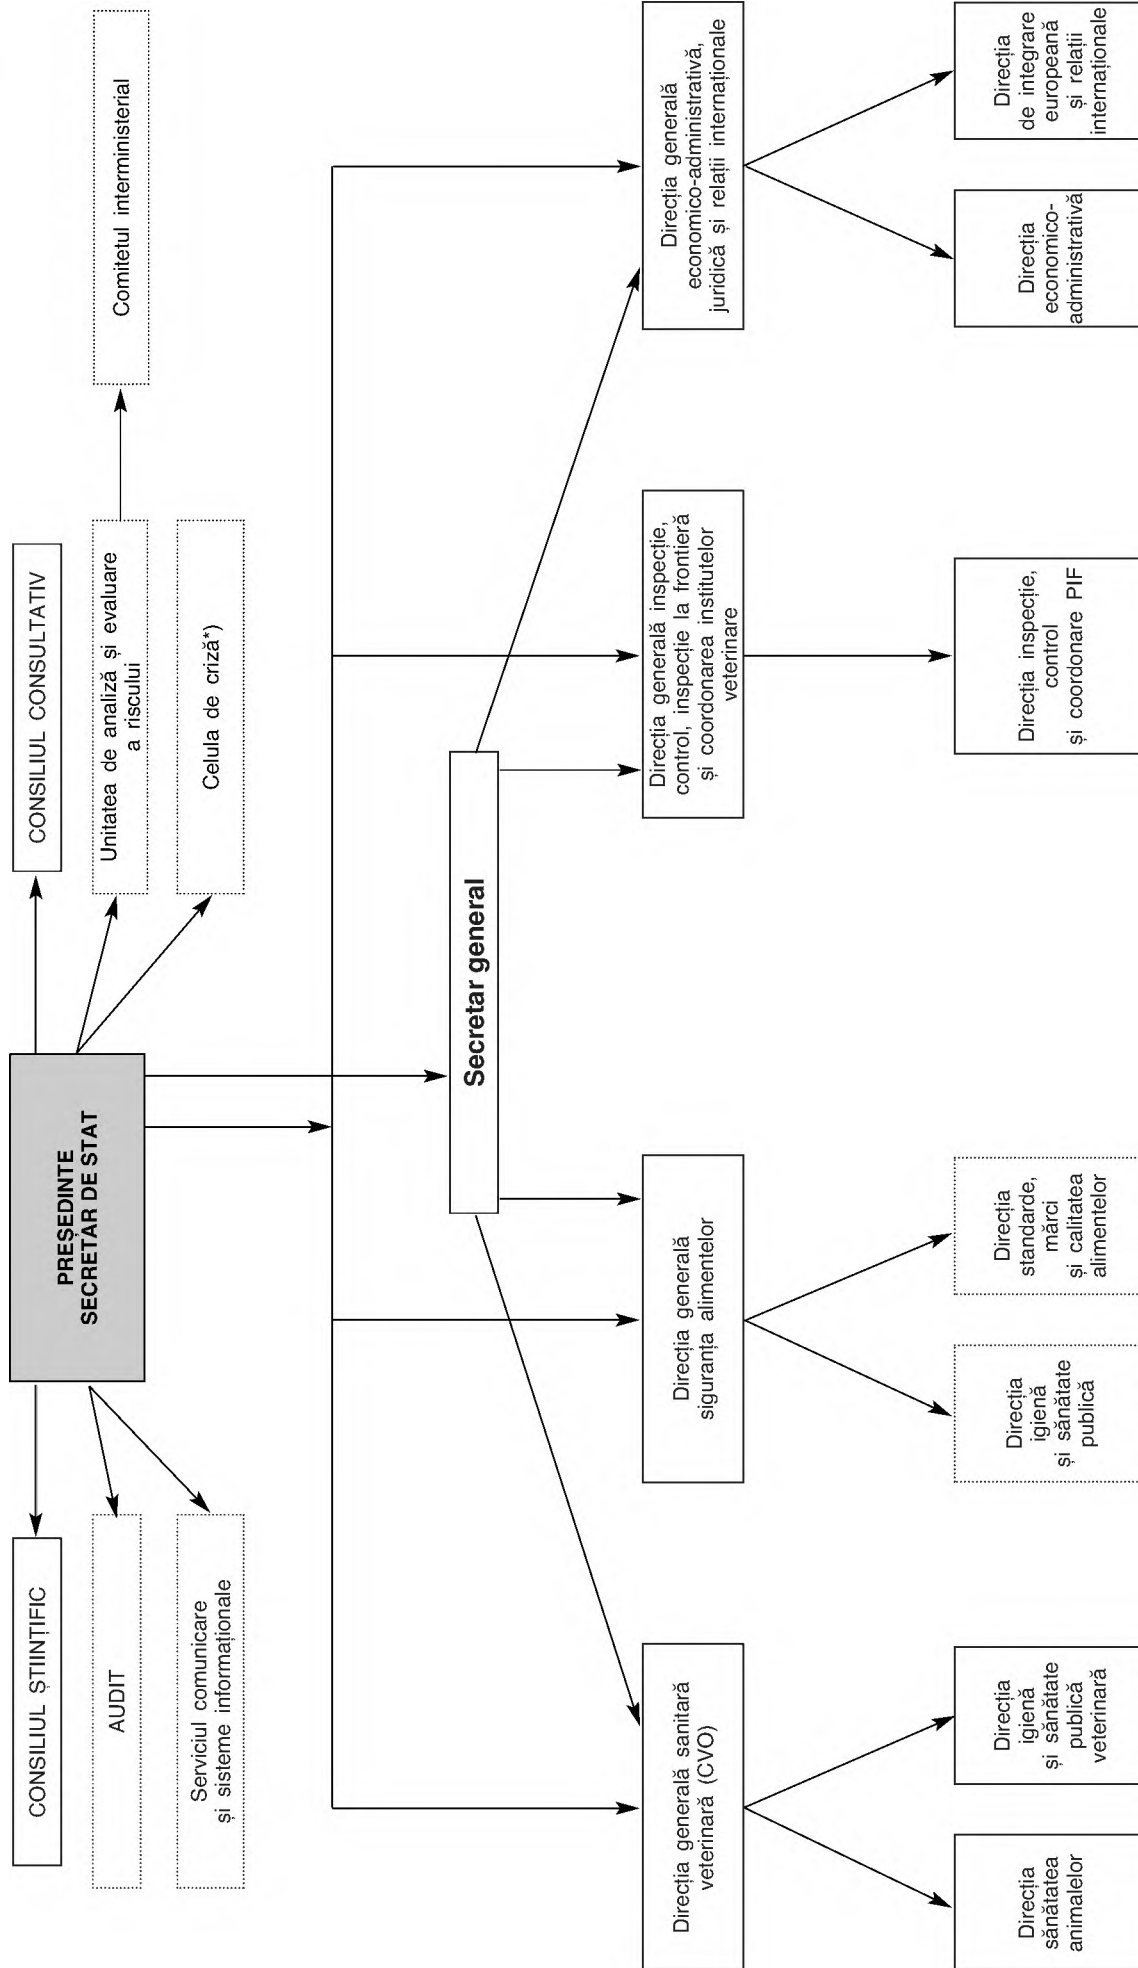 CONSILIUL ȘTIINȚIFIC
PREȘEDINTE
SECRETAR DE STAT
CONSILIUL CONSULTATIV
AUDIT
Unitatea de analiză și evaluare
a riscului
Comitetul interministerial
Serviciul comunicare
și sisteme informaționale
Celula de criză*)
Secretar general
Direcția generală sanitară
veterinară (CVO)
Direcția generală
siguranța alimentelor
Direcția generală inspecție,
control, inspecție la frontieră
și coordonarea institutelor
veterinare
Direcția generală
economico-administrativă,
juridică și relații internaționale
Direcția
sănătatea
animalelor
Direcția
igienă
și sănătate
publică
veterinară
Direcția
igienă
și sănătate
publică
Direcția
standarde,
mărci
și calitatea
alimentelor
Direcția inspecție,
control
și coordonare PIF
Direcția
economico-
administrativă
Direcția
de integrare
europeană
și relații
internaționale